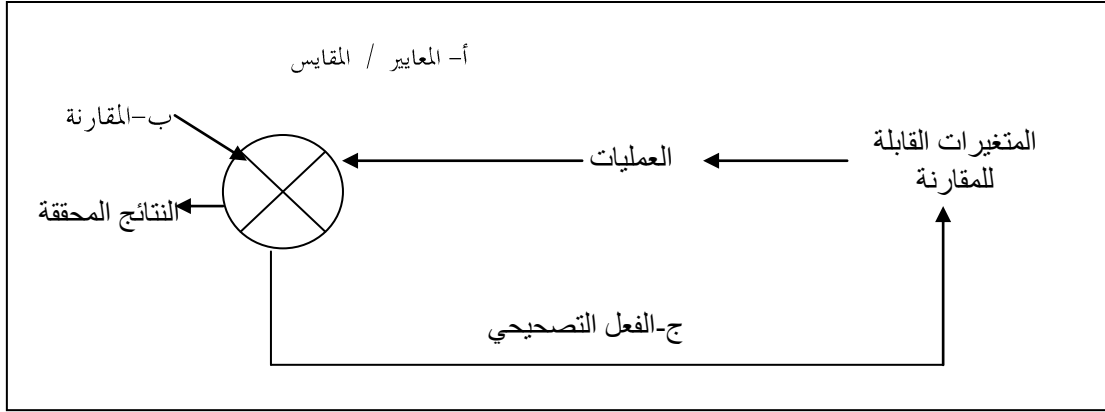 أ- المعايير / المقايس
ب-المقارنة
المتغيرات القابلة
للمقارنة
العمليات
النتائج المحققة
ج-الفعل التصحيحي